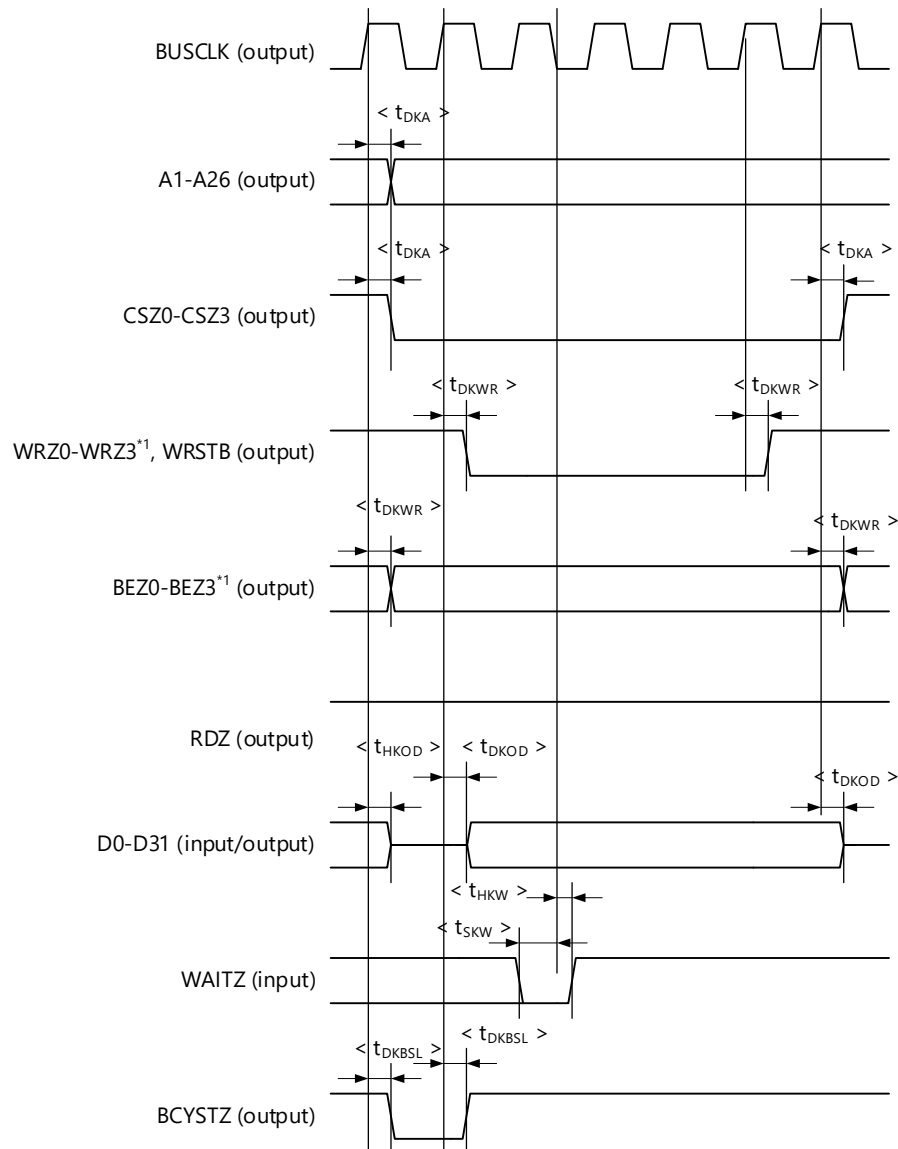 BUSCLK (output)
< tDKA >
A1-A26 (output)
< tDKA >
< tDKA >
CSZ0-CSZ3 (output)
< tDKWR >
< tDKWR >
WRZ0-WRZ3*1, WRSTB (output)
< tDKWR >
< tDKWR >
BEZ0-BEZ3*1 (output)
RDZ (output)
< tHKOD >
< tDKOD >
< tDKOD >
D0-D31 (input/output)
< tHKW >
< tSKW >
WAITZ (input)
< tDKBSL >
< tDKBSL >
BCYSTZ (output)